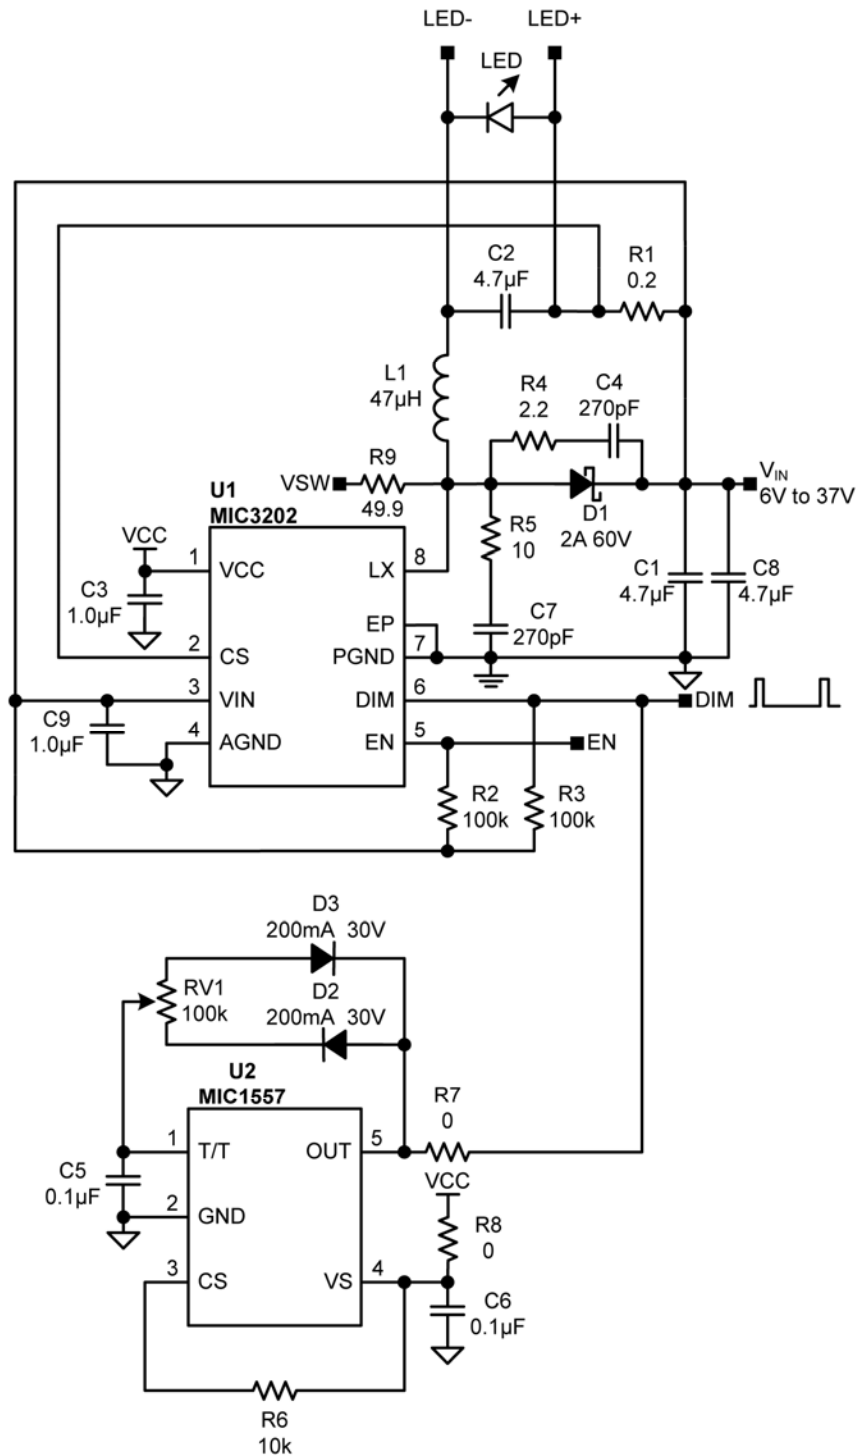 LED-
LED+
LED
C2
4.7µF
R1
0.2
L1
47µH
R4
2.2
C4
270pF
VSW
R9
49.9
D1
2A 60V
VIN
6V to 37V
U1
MIC3202
VCC
1
VCC
LX
8
R5
10
C1
4.7µF
C8
4.7µF
C3
1.0µF
EP
C7
270pF
2
CS
PGND
7
3
VIN
DIM
6
DIM
C9
1.0µF
4
AGND
EN
5
EN
R2
100k
R3
100k
D3
200mA 30V
RV1
100k
D2
200mA 30V
U2
MIC1557
R7
0
1
T/T
OUT
5
C5
0.1µF
VCC
2
GND
R8
0
3
CS
VS
4
C6
0.1µF
R6
10k